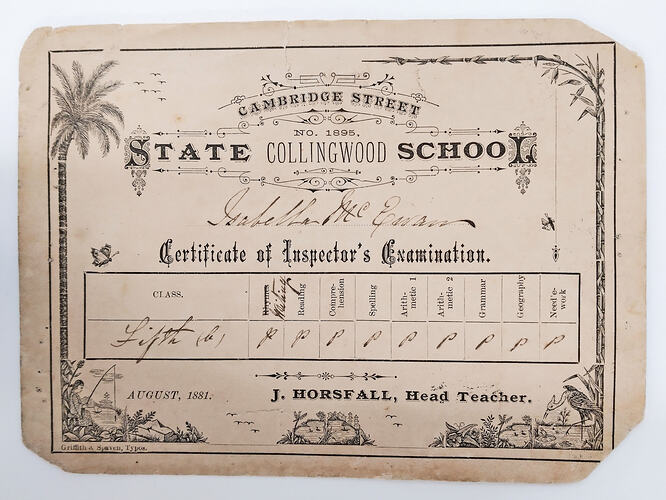 CAMBRIDGE STREET
No. 1895,
STATE COLLINGWOOD SCHOOL
Isabella McEwan
Certificate of Inspector's Examination.
CLASS. Rhymes Writing Reading Compre-hension Spelling Arith-metic 1 Arith-metic 2 Grammar Geography Needle-work
Fifth (b) P P P P P P P P P
AUGUST, 1881. J. HORSFALL, Head Teacher.
Griffith & Spaven, Typos.